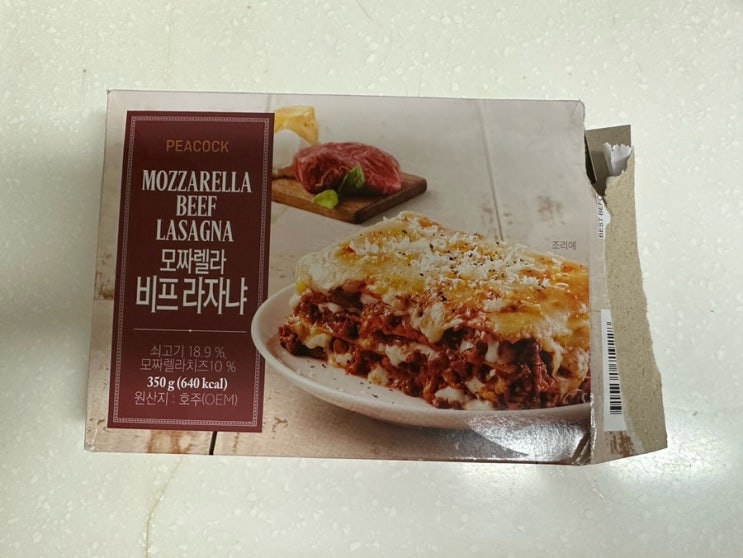 PEACOCK
MOZZARELLA
BEEF
LASAGNA
모짜렐라
비프 라자냐
쇠고기 18.9 %,
모짜렐라치즈10 %
350 g (640 kcal)
원산지 : 호주(OEM)
조리예
BEST BEFO